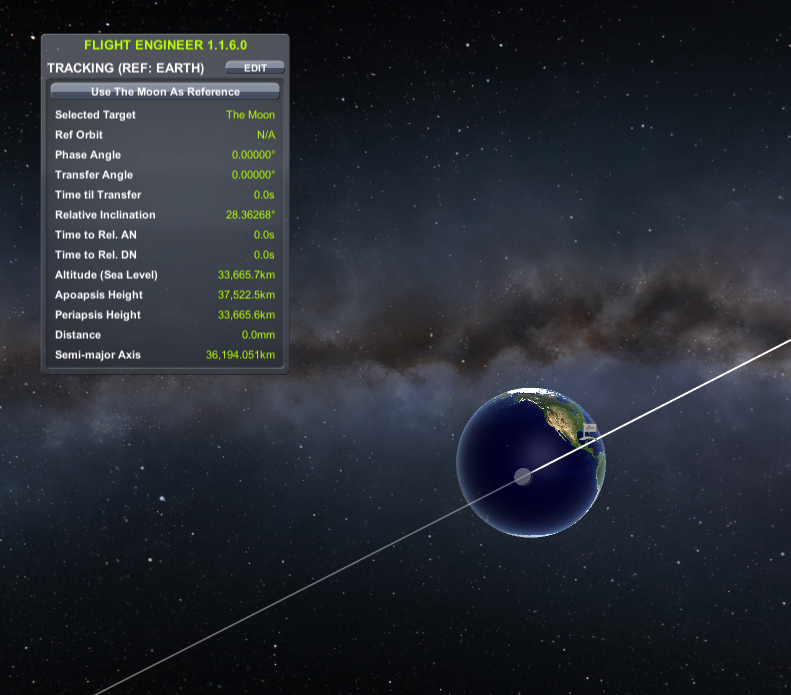 FLIGHT ENGINEER 1.1.6.0
TRACKING (REF: EARTH) EDIT
Use The Moon As Reference
Selected Target The Moon
Ref Orbit N/A
Phase Angle 0.00000°
Transfer Angle 0.00000°
Time til Transfer 0.0s
Relative Inclination 28.36268°
Time to Rel. AN 0.0s
Time to Rel. DN 0.0s
Altitude (Sea Level) 33,665.7km
Apoapsis Height 37,522.5km
Periapsis Height 33,665.6km
Distance 0.0mm
Semi-major Axis 36,194.051km